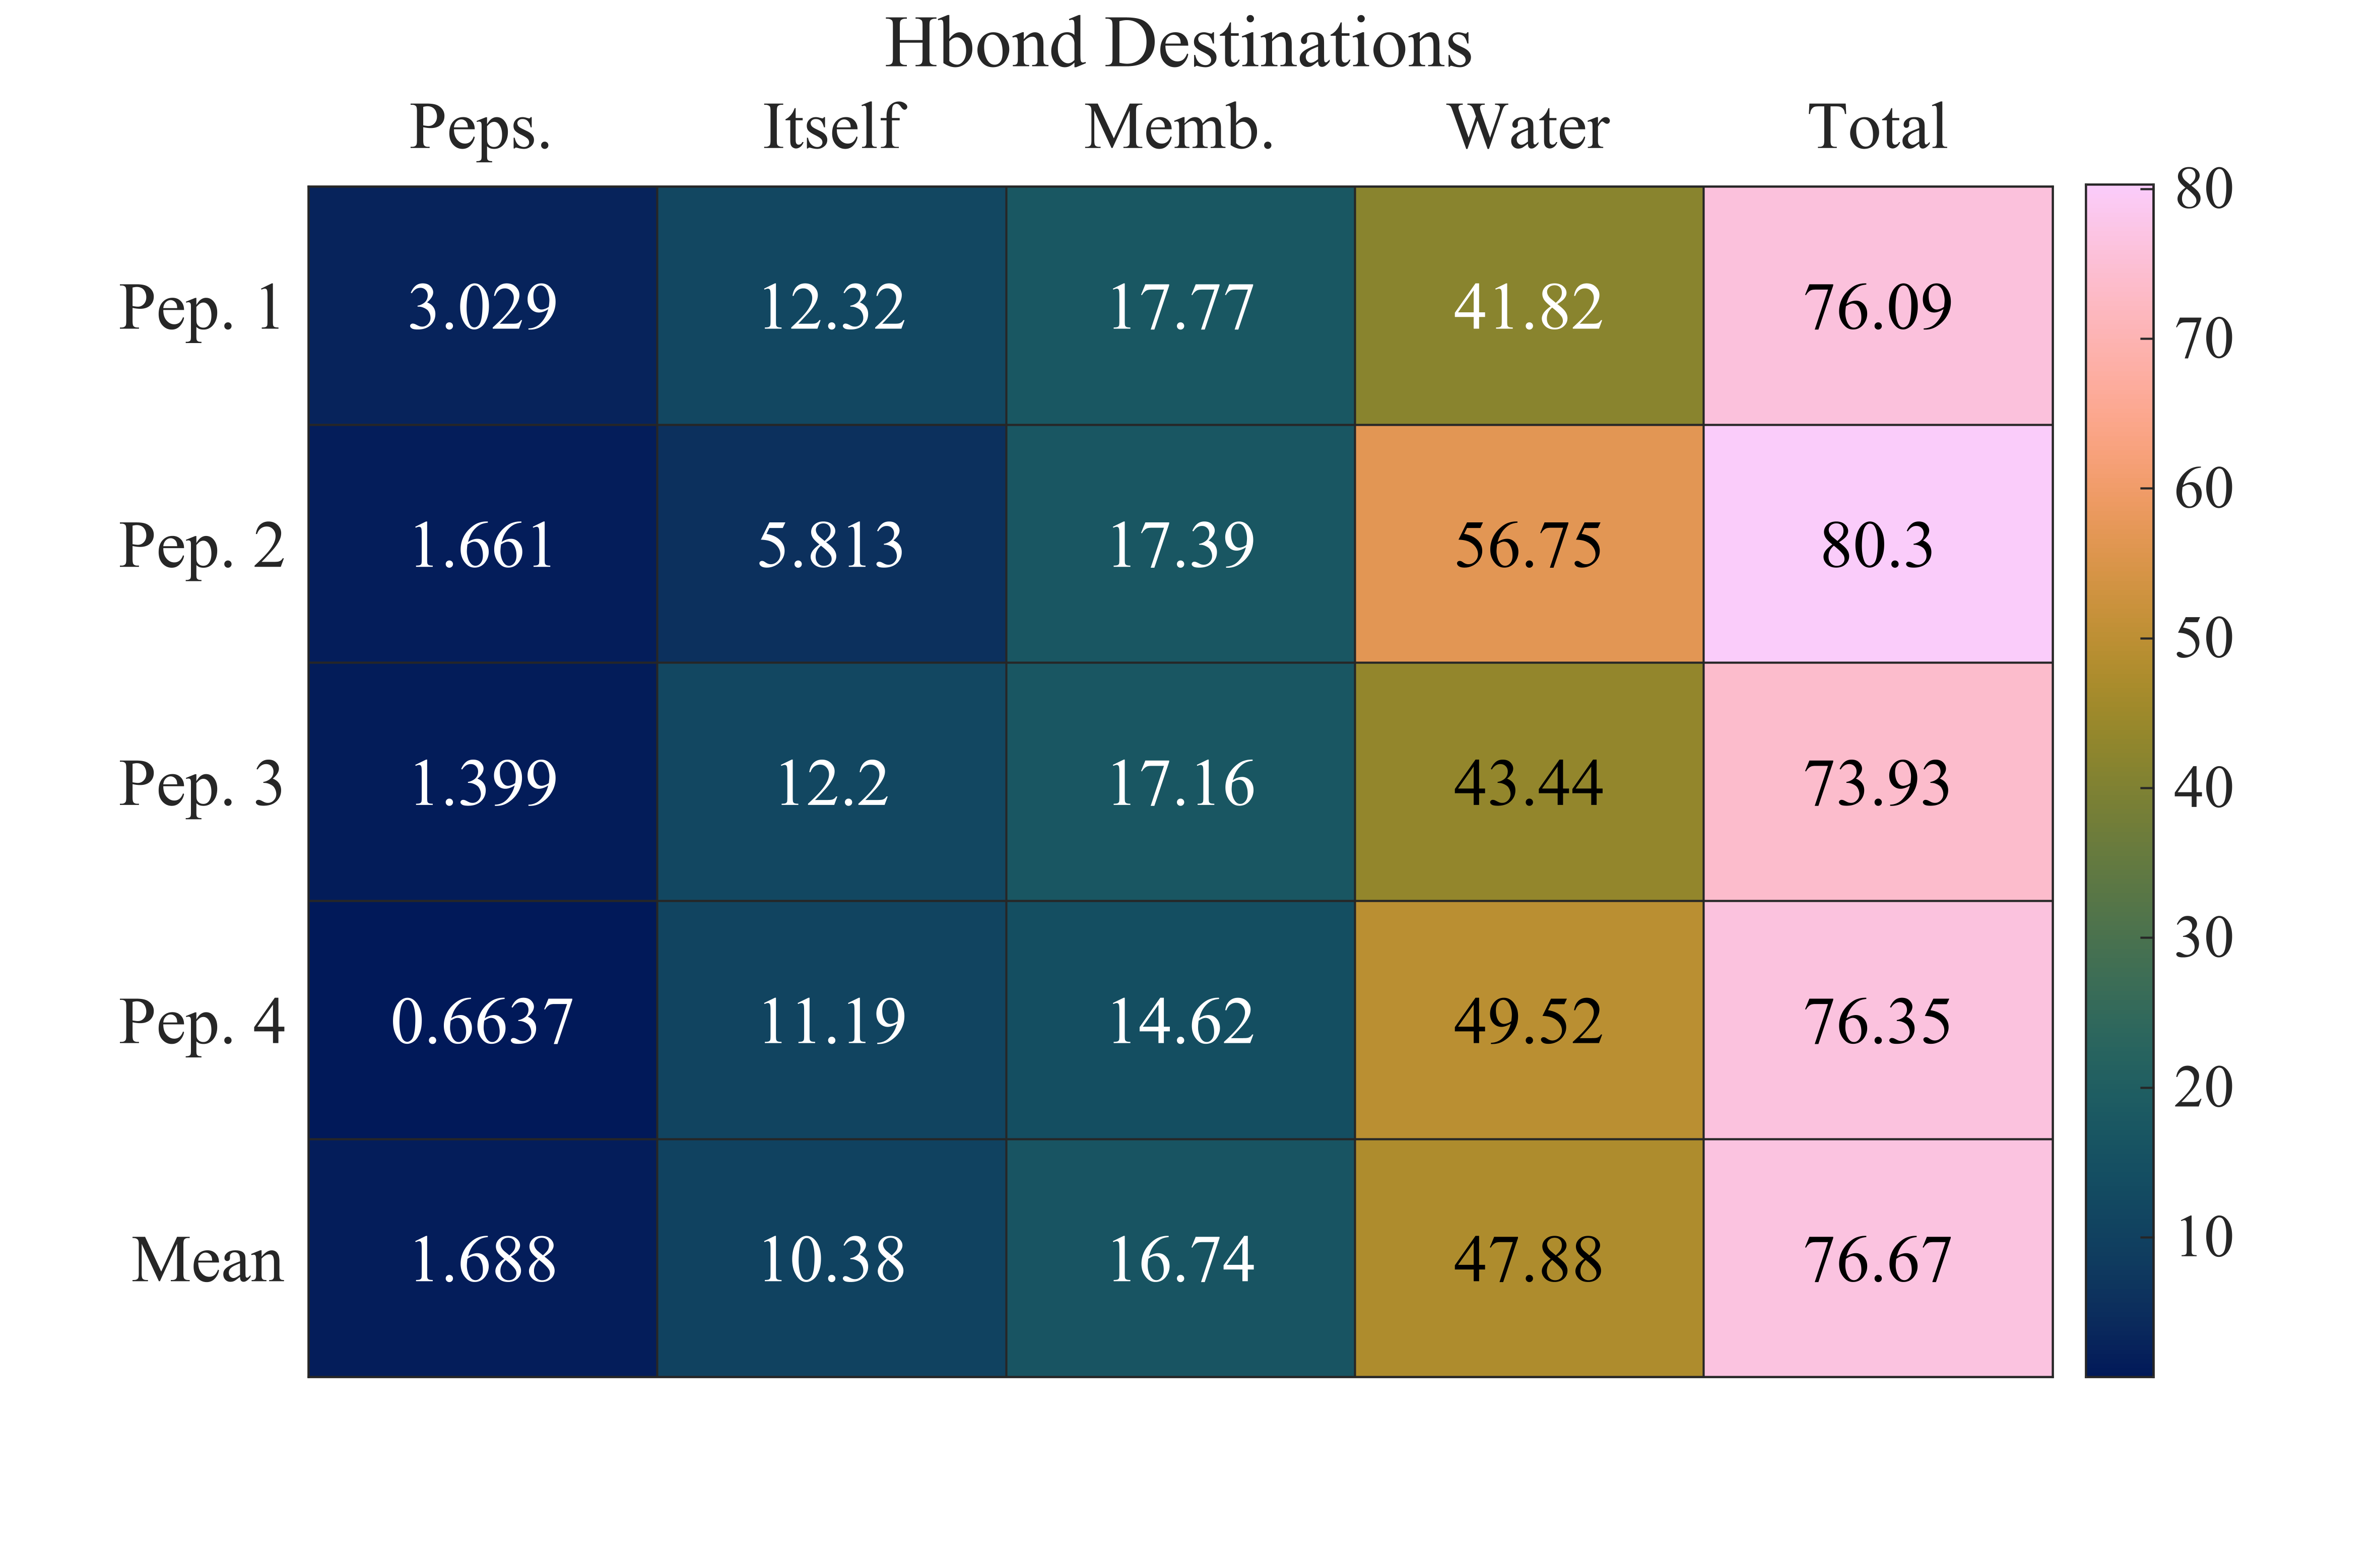 Hbond Destinations
Peps. Itself Memb. Water Total
80
Pep. 1 3.029 12.32 17.77 41.82 76.09
70
60
Pep. 2 1.661 5.813 17.39 56.75 80.3
50
Pep. 3 1.399 12.2 17.16 43.44 73.93
40
30
Pep. 4 0.6637 11.19 14.62 49.52 76.35
20
10
Mean 1.688 10.38 16.74 47.88 76.67